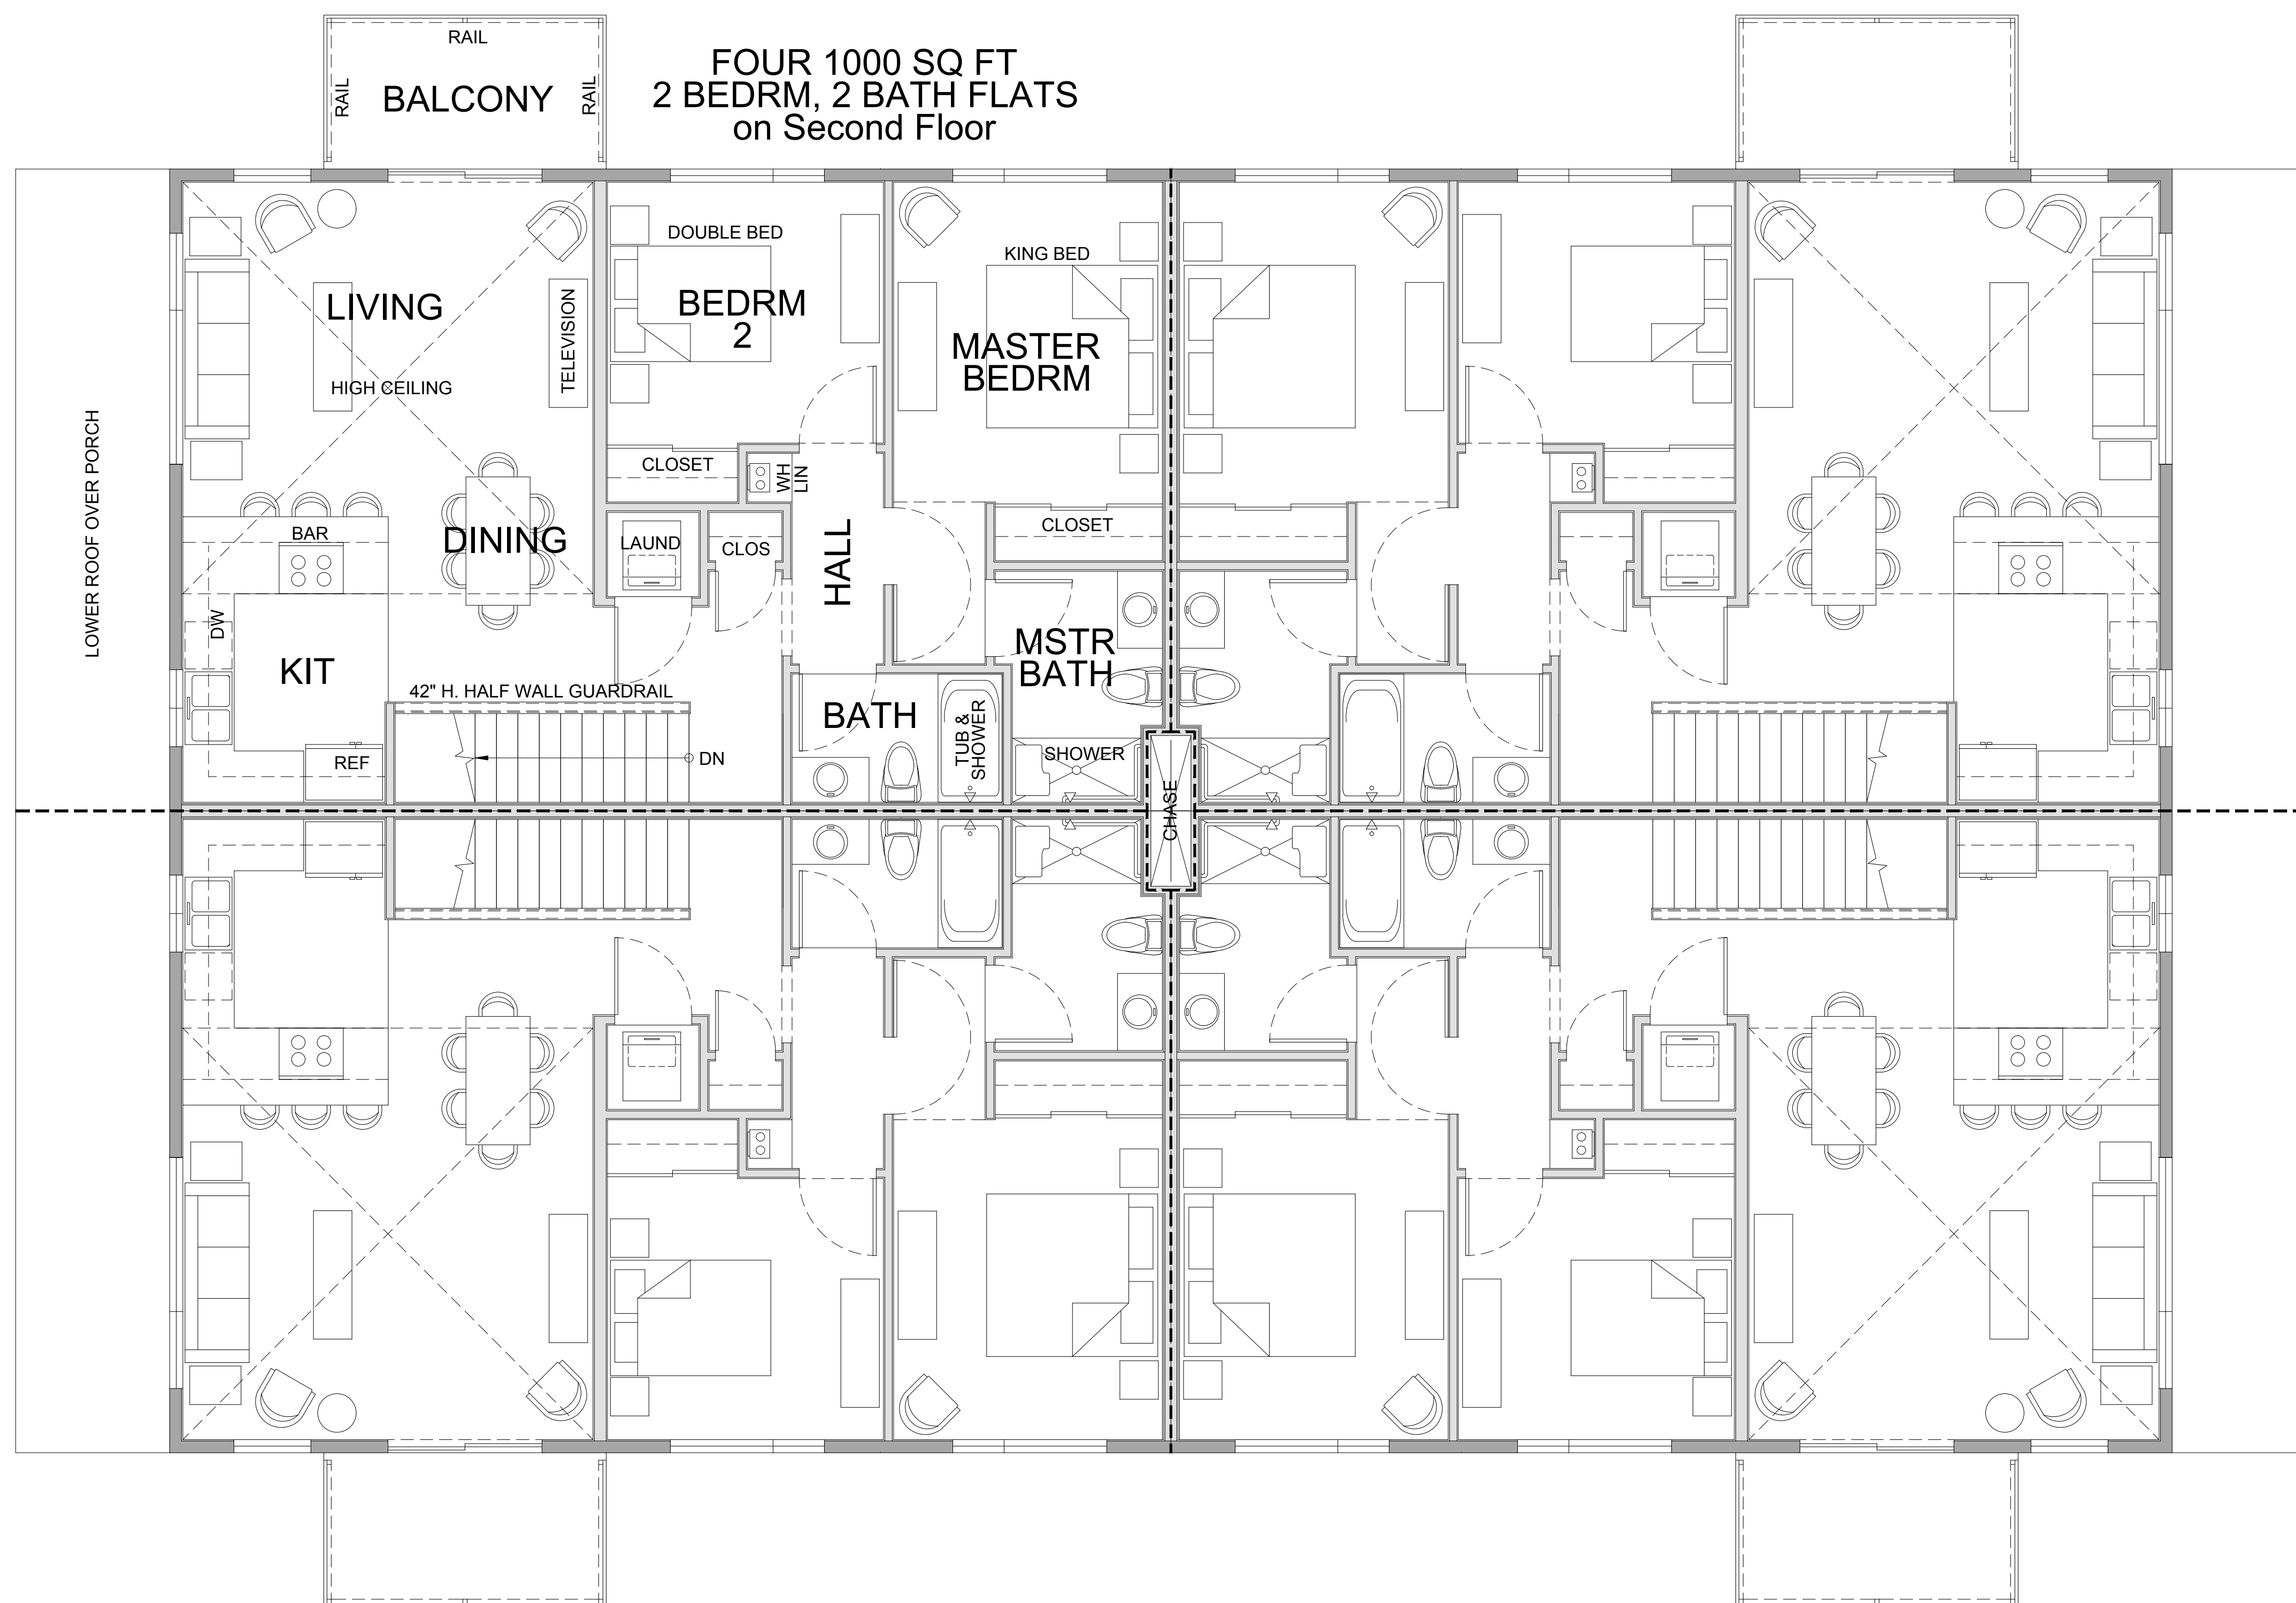 RAIL
FOUR 1000 SQ FT
2 BEDRM, 2 BATH FLATS
on Second Floor
RAIL
BALCONY
RAIL
DOUBLE BED
KING BED
LIVING
BEDRM
2
TELEVISION
MASTER
BEDRM
HIGH CEILING
LOWER ROOF OVER PORCH
CLOSET
WH
LIN
BAR
DINING
LAUND
CLOS
HALL
CLOSET
DW
KIT
MSTR
BATH
42" H. HALF WALL GUARDRAIL
BATH
TUB &
SHOWER
SHOWER
REF
DN
CHASE